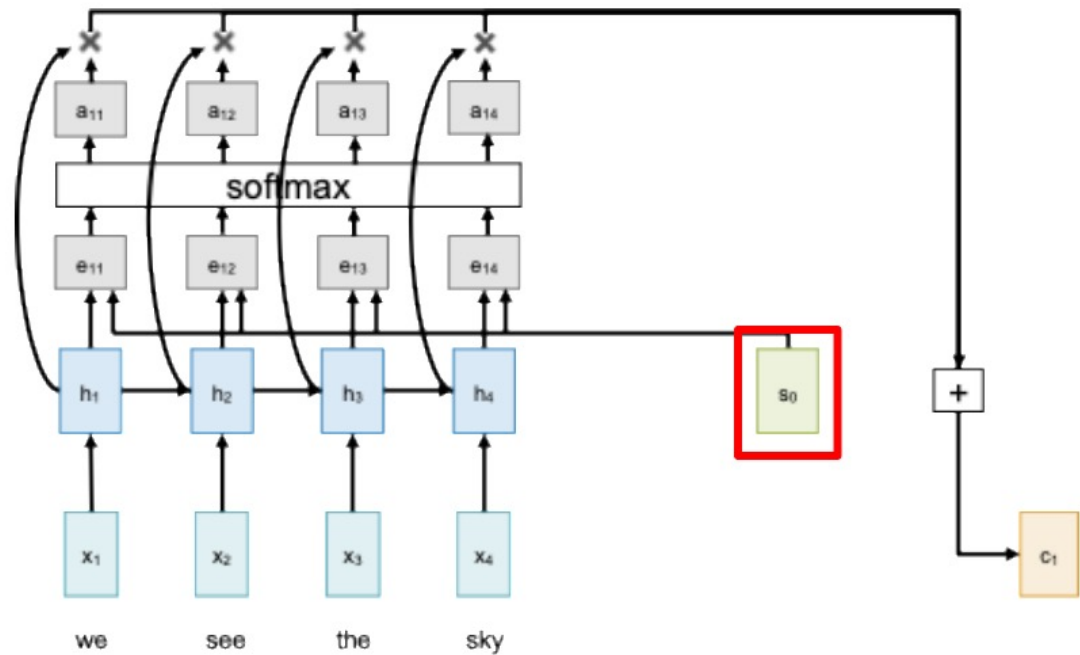 a₁₁ a₁₂ a₁₃ a₁₄
softmax
e₁₁ e₁₂ e₁₃ e₁₄
h₁ h₂ h₃ h₄ s₀ +
x₁ x₂ x₃ x₄ c₁
we see the sky